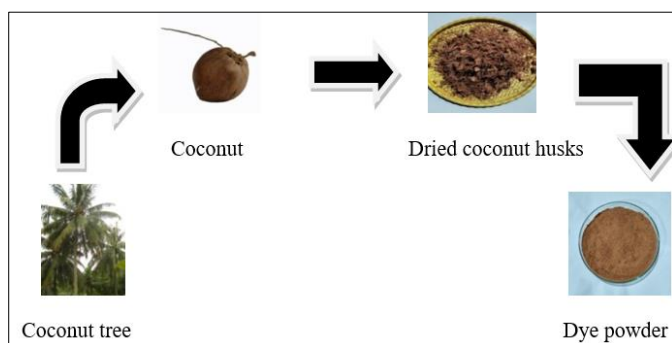 Coconut
Dried coconut husks
Coconut tree
Dye powder